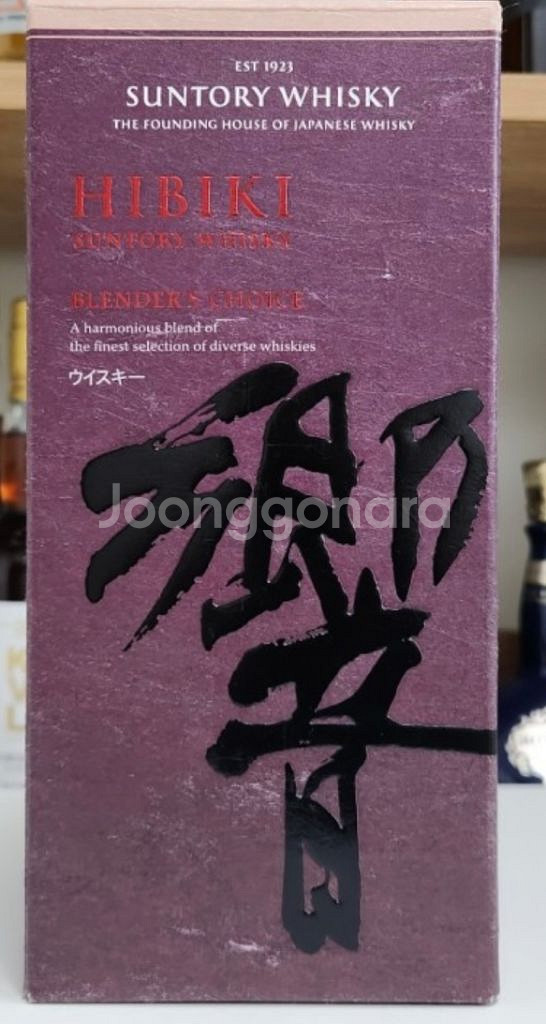 EST 1923
SUNTORY WHISKY
THE FOUNDING HOUSE OF JAPANESE WHISKY
HIBIKI
SUNTORY WHISKY
BLENDER'S CHOICE
A harmonious blend of
the finest selection of diverse whiskies
ウイスキー
響
Joonggonara